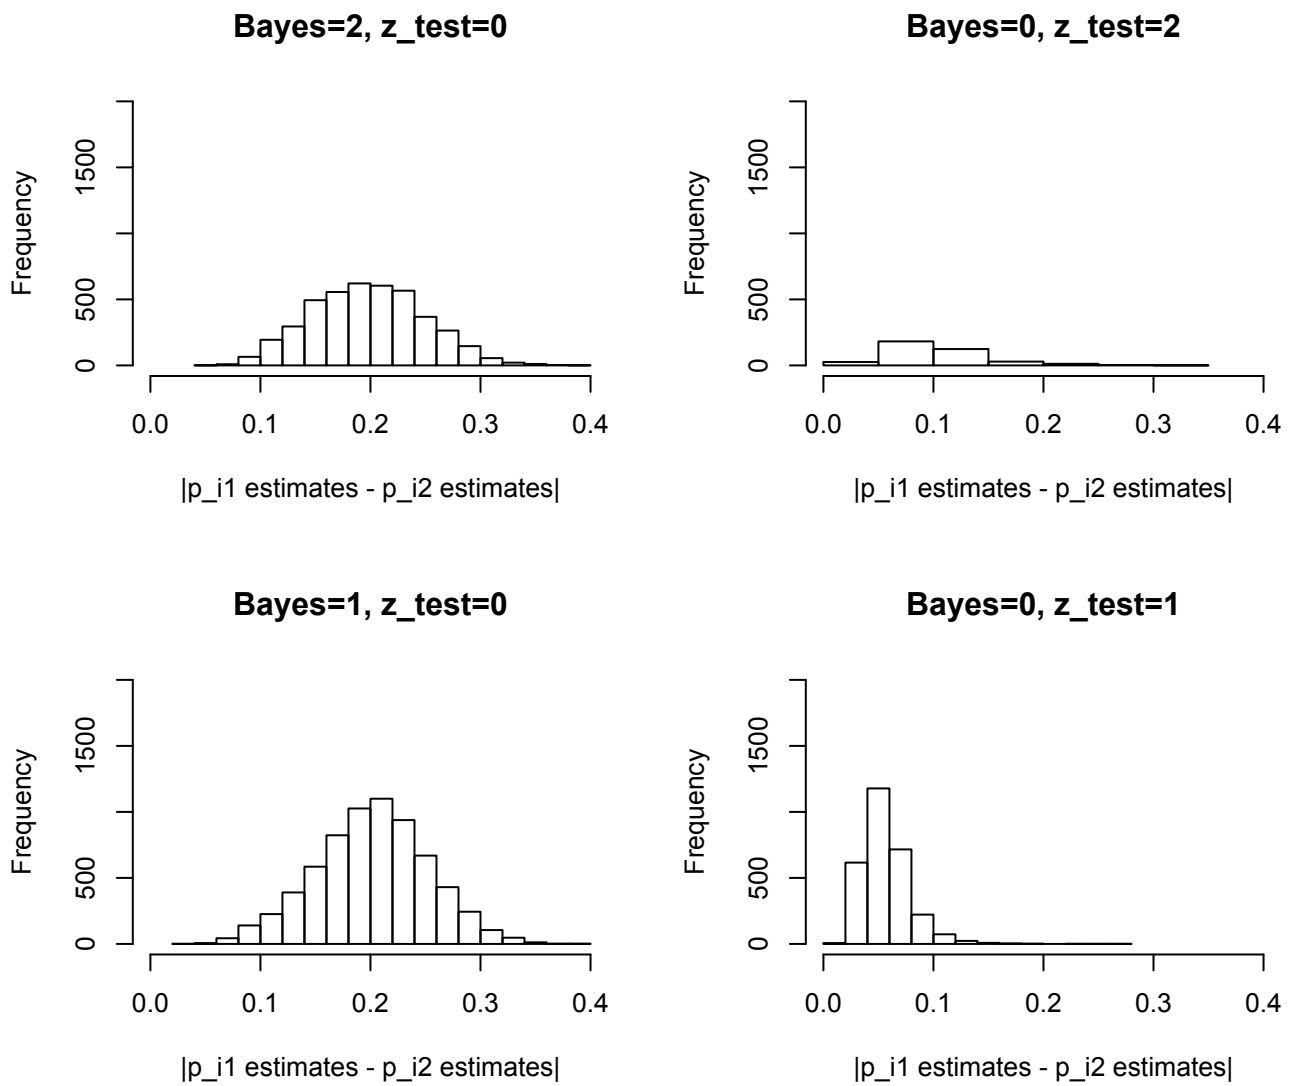 Bayes=2, z_test=0
Frequency
1500
500
0
0.0 0.1 0.2 0.3 0.4
|p_i1 estimates - p_i2 estimates|
Bayes=0, z_test=2
Frequency
1500
500
0
0.0 0.1 0.2 0.3 0.4
|p_i1 estimates - p_i2 estimates|
Bayes=1, z_test=0
Frequency
1500
500
0
0.0 0.1 0.2 0.3 0.4
|p_i1 estimates - p_i2 estimates|
Bayes=0, z_test=1
Frequency
1500
500
0
0.0 0.1 0.2 0.3 0.4
|p_i1 estimates - p_i2 estimates|